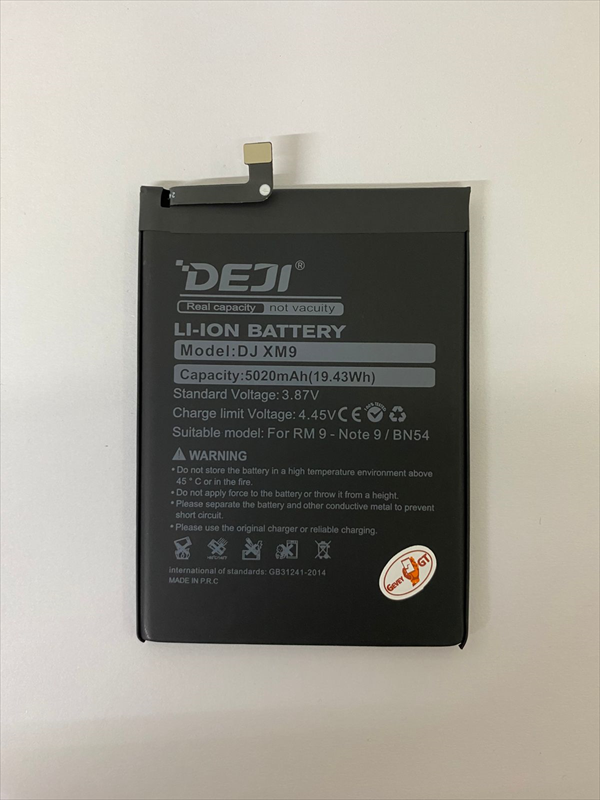 DEJI®
Real capacity not vacuity
LI-ION BATTERY
Model:DJ XM9
Capacity:5020mAh(19.43Wh)
Standard Voltage: 3.87V
Charge limit Voltage: 4.45V CE
Suitable model: For RM 9 - Note 9 / BN54
WARNING
• Do not store the battery in a high temperature environment above
45 ° C or in the fire.
• Do not apply force to the battery or throw it from a height.
• Please separate the battery and other conductive metal to prevent
short circuit.
• Please use the original charger or reliable charging.
international of standards: GB31241-2014
MADE IN P.R.C
GEVEY GT